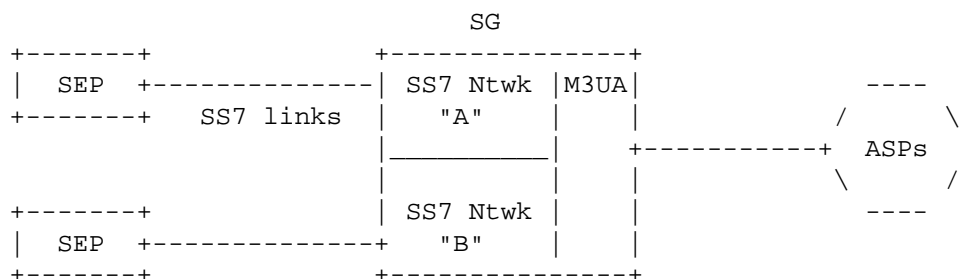 SG
SEP SS7 Ntwk M3UA
SS7 links "A"
ASPs
SS7 Ntwk
SEP "B"